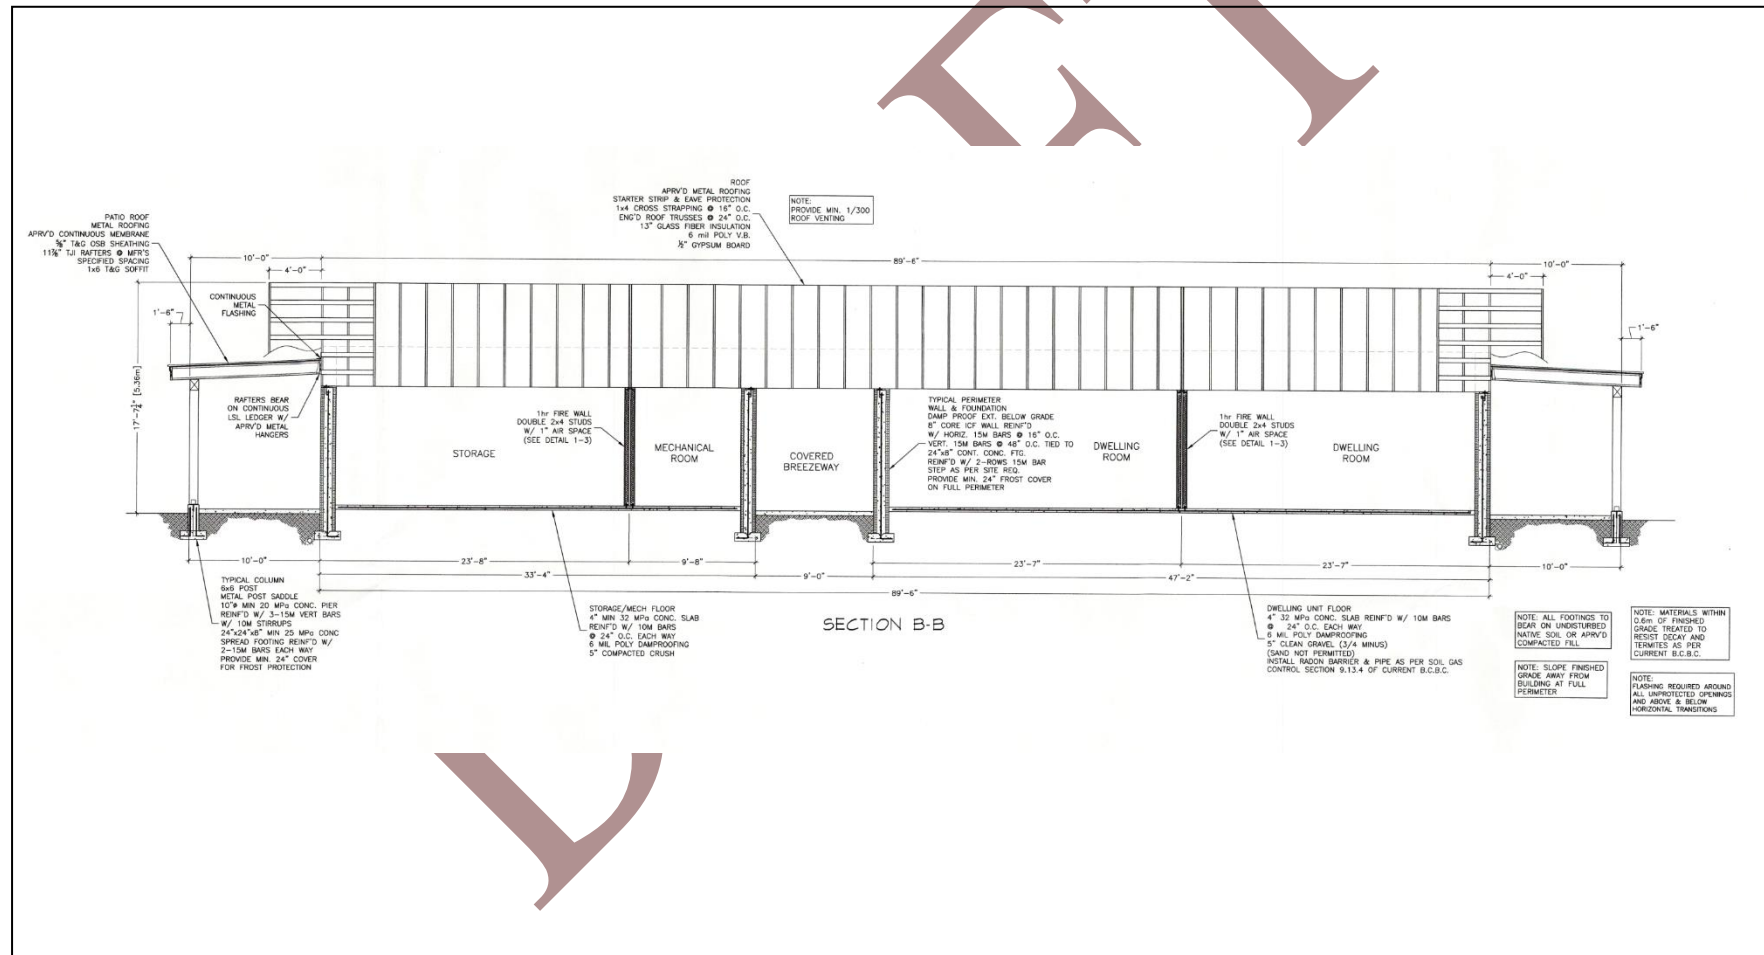 ROOF
APRV'D METAL ROOFING
STARTER STRIP & EAVE PROTECTION
1x4 CROSS STRAPPING @ 16" O.C.
ENG'D ROOF TRUSSES @ 24" O.C.
13" GLASS FIBER INSULATION
6 mil POLY V.B.
½" GYPSUM BOARD
NOTE:
PROVIDE MIN. 1/300
ROOF VENTING
PATIO ROOF
METAL ROOFING
APRV'D CONTINUOUS MEMBRANE
⅝" T&G OSB SHEATHING
11⅞" TJI RAFTERS @ MFR'S
SPECIFIED SPACING
1x6 T&G SOFFIT
10'-0"
89'-6"
10'-0"
4'-0"
4'-0"
CONTINUOUS
METAL
FLASHING
1'-6"
1'-6"
17'-7¼" [5.36m]
RAFTERS BEAR
ON CONTINUOUS
LSL LEDGER W/
APRV'D METAL
HANGERS
1hr FIRE WALL
DOUBLE 2x4 STUDS
W/ 1" AIR SPACE
(SEE DETAIL 1-3)
STORAGE
MECHANICAL
ROOM
COVERED
BREEZEWAY
TYPICAL PERIMETER
WALL & FOUNDATION
DAMP PROOF EXT. BELOW GRADE
8" CORE ICF WALL REINF'D
W/ HORIZ. 15M BARS @ 16" O.C.
VERT. 15M BARS @ 48" O.C. TIED TO
24"x8" CONT. CONC. FTG.
REINF'D W/ 2-ROWS 15M BAR
STEP AS PER SITE REQ.
PROVIDE MIN. 24" FROST COVER
ON FULL PERIMETER
DWELLING
ROOM
1hr FIRE WALL
DOUBLE 2x4 STUDS
W/ 1" AIR SPACE
(SEE DETAIL 1-3)
DWELLING
ROOM
10'-0"
23'-8"
9'-8"
23'-7"
23'-7"
10'-0"
33'-4"
9'-0"
47'-2"
89'-6"
TYPICAL COLUMN
6x6 POST
METAL POST SADDLE
10"ø MIN 20 MPa CONC. PIER
REINF'D W/ 3-15M VERT BARS
W/ 10M STIRRUPS
24"x24"x8" MIN 25 MPa CONC
SPREAD FOOTING REINF'D W/
2-15M BARS EACH WAY
PROVIDE MIN. 24" COVER
FOR FROST PROTECTION
STORAGE/MECH FLOOR
4" MIN 32 MPa CONC. SLAB
REINF'D W/ 10M BARS
@ 24" O.C. EACH WAY
6 MIL POLY DAMPROOFING
5" COMPACTED CRUSH
SECTION B-B
DWELLING UNIT FLOOR
4" 32 MPa CONC. SLAB REINF'D W/ 10M BARS
@ 24" O.C. EACH WAY
6 MIL POLY DAMPROOFING
5" CLEAN GRAVEL (3/4 MINUS)
(SAND NOT PERMITTED)
INSTALL RADON BARRIER & PIPE AS PER SOIL GAS
CONTROL SECTION 9.13.4 OF CURRENT B.C.B.C.
NOTE: ALL FOOTINGS TO
BEAR ON UNDISTURBED
NATIVE SOIL OR APRV'D
COMPACTED FILL
NOTE: MATERIALS WITHIN
0.6m OF FINISHED
GRADE TREATED TO
RESIST DECAY AND
TERMITES AS PER
CURRENT B.C.B.C.
NOTE: SLOPE FINISHED
GRADE AWAY FROM
BUILDING AT FULL
PERIMETER
NOTE:
FLASHING REQUIRED AROUND
ALL UNPROTECTED OPENINGS
AND ABOVE & BELOW
HORIZONTAL TRANSITIONS